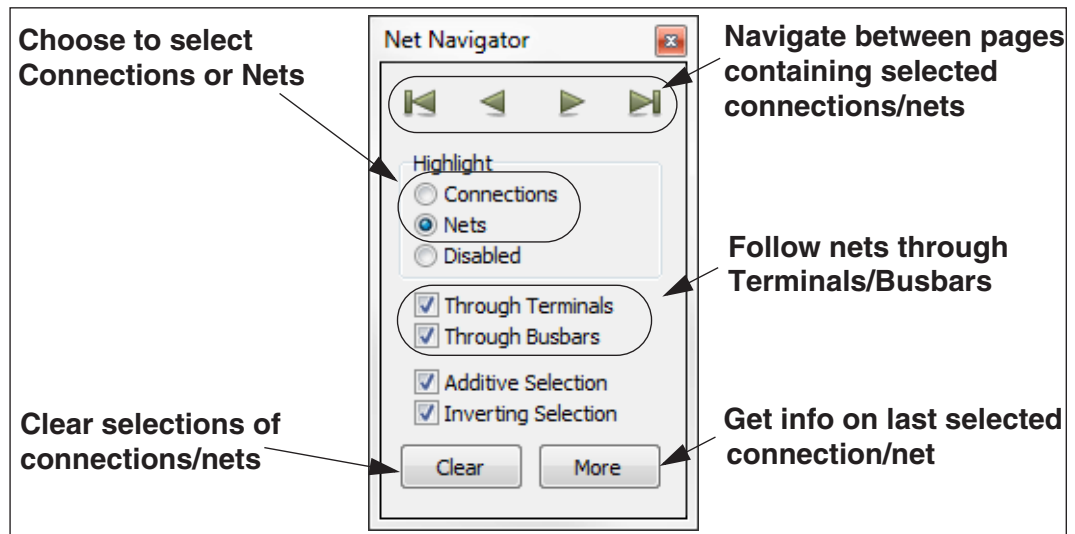 Choose to select
Connections or Nets
Net Navigator
Navigate between pages
containing selected
connections/nets
Highlight
Connections
Nets
Disabled
Follow nets through
Terminals/Busbars
Through Terminals
Through Busbars
Additive Selection
Inverting Selection
Clear selections of
connections/nets
Clear
More
Get info on last selected
connection/net